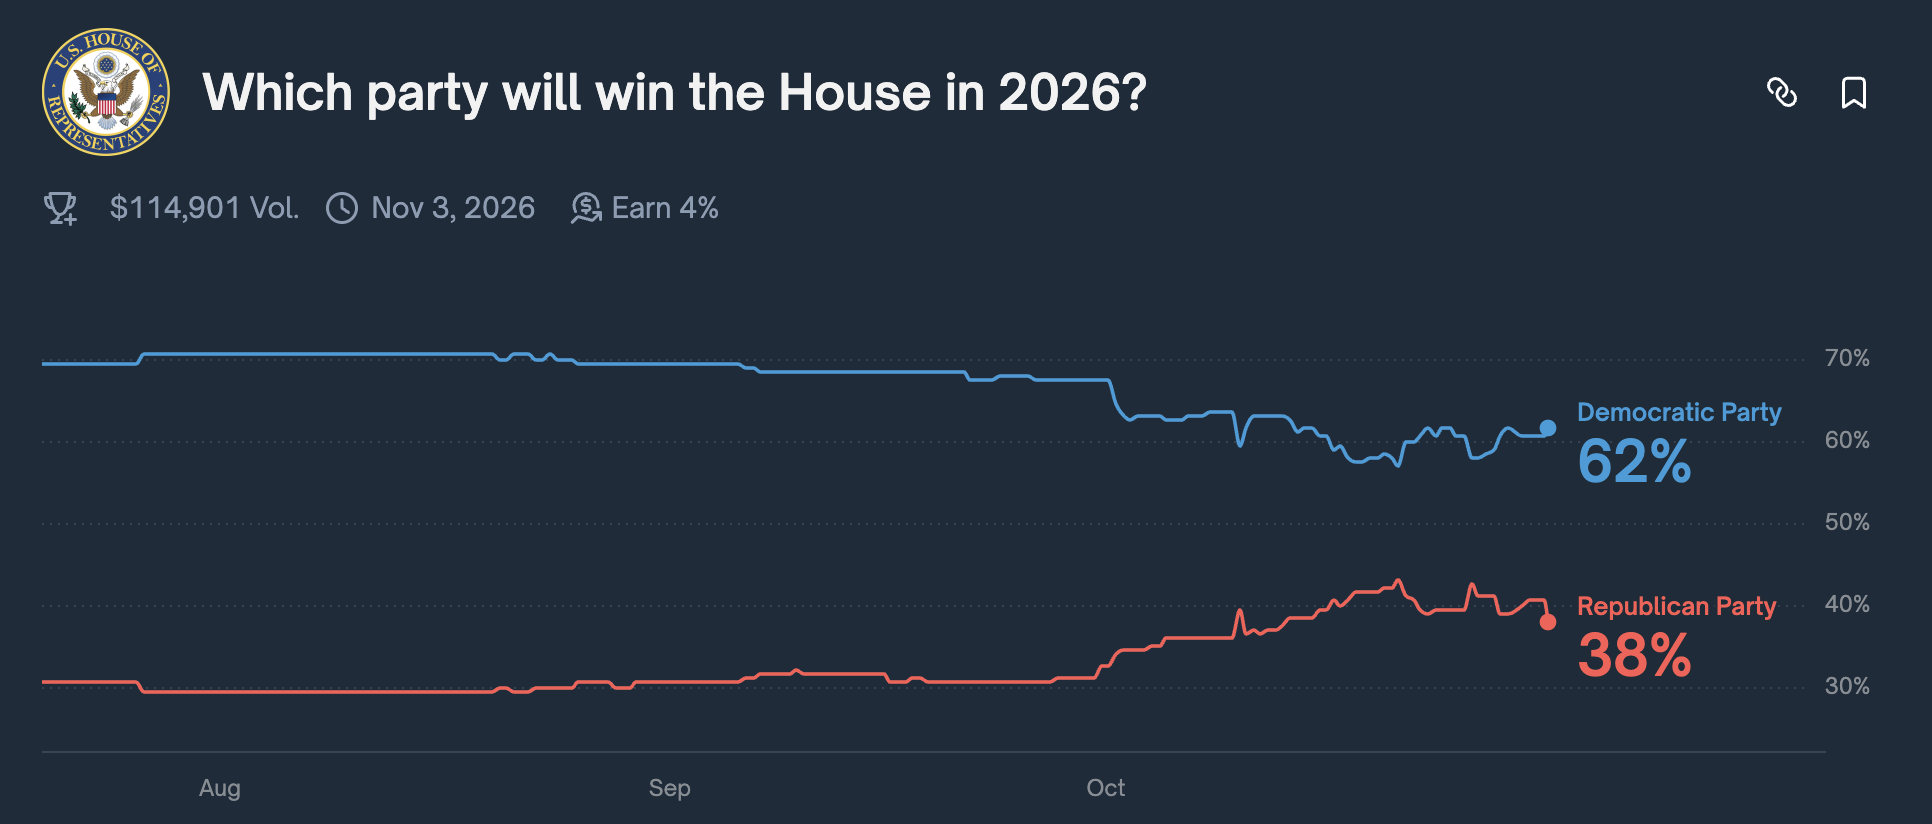 U.S. HOUSE OF
REPRESENTATIVES
Which party will win the House in 2026?
$114,901 Vol.
Nov 3, 2026
Earn 4%
70%
Democratic Party
60%
62%
50%
Republican Party
40%
38%
30%
Aug
Sep
Oct